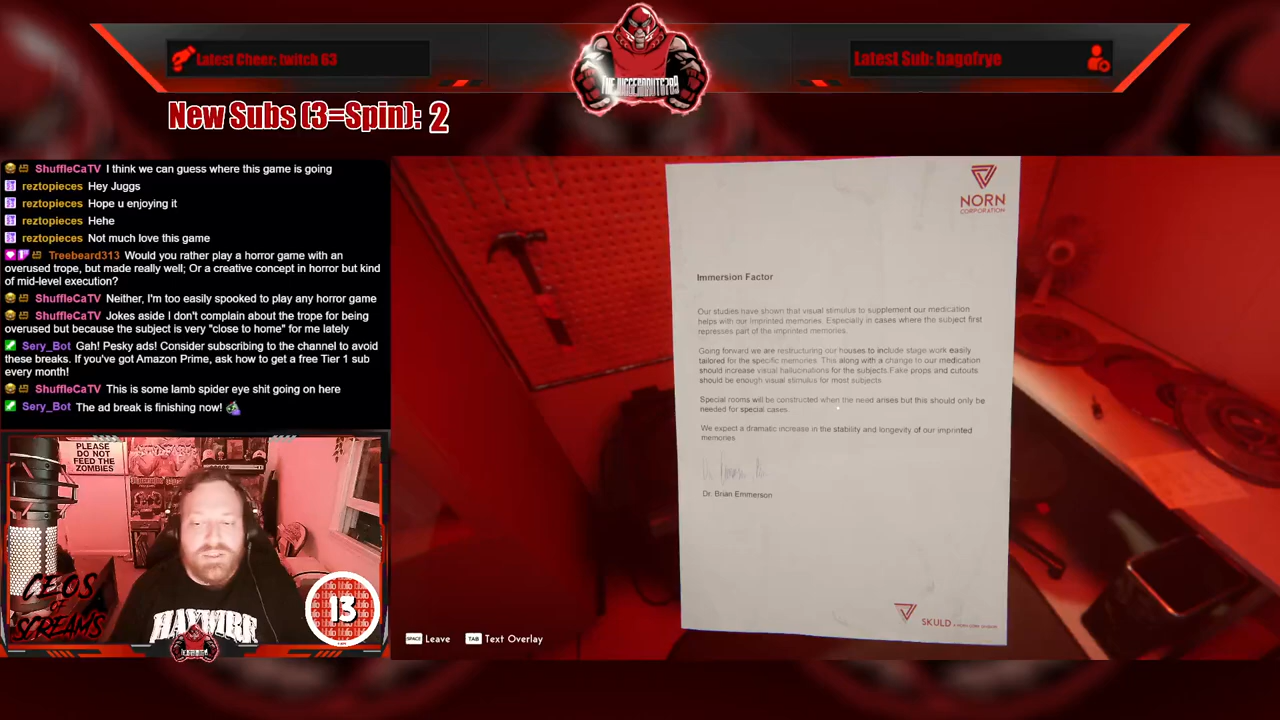 Latest Cheer: twitch 63
THEJUGGERNAUT6789
Latest Sub: bagofrye
New Subs (3=Spin): 2
ShuffleCaTV I think we can guess where this game is going
reztopieces Hey Juggs
reztopieces Hope u enjoying it
reztopieces Hehe
reztopieces Not much love this game
Treebeard313 Would you rather play a horror game with an
overused trope, but made really well; Or a creative concept in horror but kind
of mid-level execution?
ShuffleCaTV Neither, I'm too easily spooked to play any horror game
ShuffleCaTV Jokes aside I don't complain about the trope for being
overused but because the subject is very "close to home" for me lately
Sery_Bot Gah! Pesky ads! Consider subscribing to the channel to avoid
these breaks. If you've got Amazon Prime, ask how to get a free Tier 1 sub
every month!
ShuffleCaTV This is some lamb spider eye shit going on here
Sery_Bot The ad break is finishing now!
PLEASE
DO NOT
FEED THE
ZOMBIES
CEOS
OF
SCREAMS
HAYWIRE
13
NORN
CORPORATION
Immersion Factor
Our studies have shown that visual stimulus to supplement our medication
helps with our imprinted memories. Especially in cases where the subject first
represses part of the imprinted memories.
Going forward we are restructuring our houses to include stage work easily
tailored for the specific memories. This along with a change to our medication
should increase visual hallucinations for the subjects.Fake props and cutouts
should be enough visual stimulus for most subjects.
Special rooms will be constructed when the need arises but this should only be
needed for special cases.
We expect a dramatic increase in the stability and longevity of our imprinted
memories
Dr. Brian Emmerson
SKULD
SPACE Leave
TAB Text Overlay